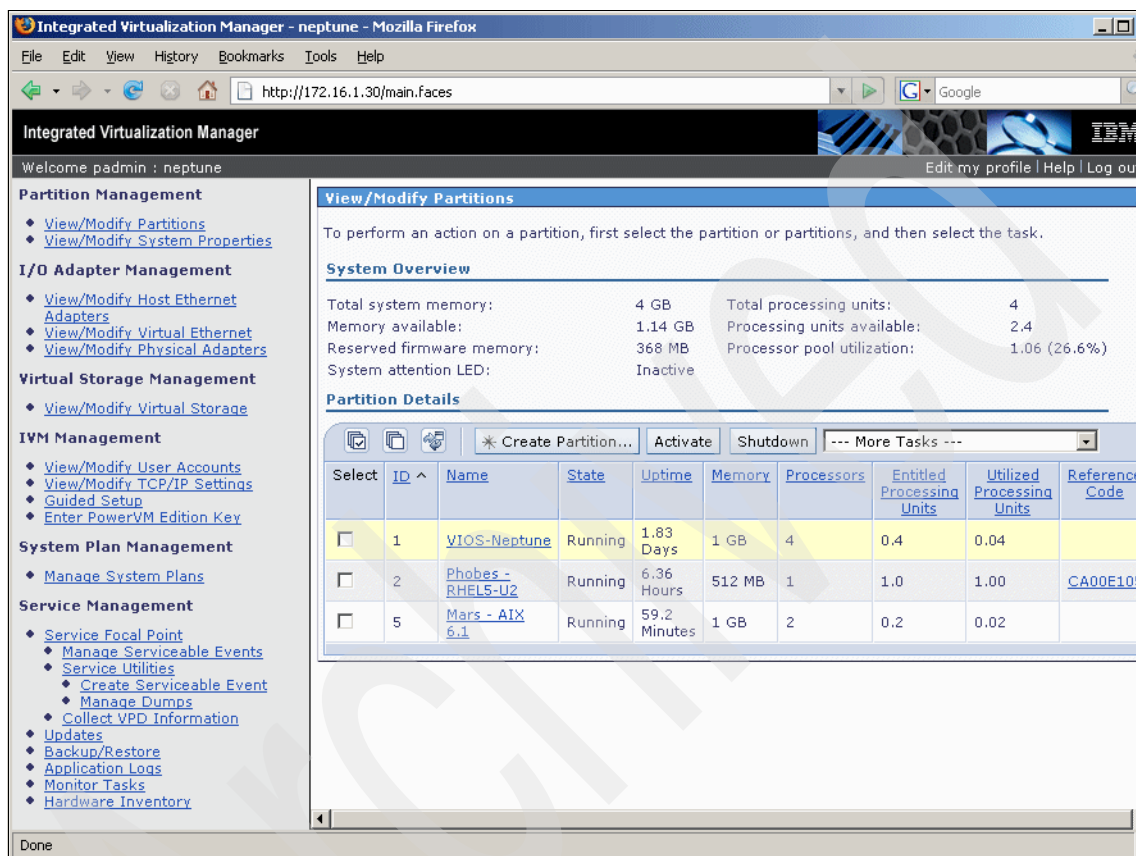 Integrated Virtualization Manager - neptune - Mozilla Firefox
File Edit View History Bookmarks Tools Help
http://172.16.1.30/main.faces
G Google
Integrated Virtualization Manager
IBM
Welcome padmin : neptune
Edit my profile | Help | Log out
Partition Management
View/Modify Partitions
View/Modify System Properties
I/O Adapter Management
View/Modify Host Ethernet
Adapters
View/Modify Virtual Ethernet
View/Modify Physical Adapters
Virtual Storage Management
View/Modify Virtual Storage
IVM Management
View/Modify User Accounts
View/Modify TCP/IP Settings
Guided Setup
Enter PowerVM Edition Key
System Plan Management
Manage System Plans
Service Management
Service Focal Point
Manage Serviceable Events
Service Utilities
Create Serviceable Event
Manage Dumps
Collect VPD Information
Updates
Backup/Restore
Application Logs
Monitor Tasks
Hardware Inventory
View/Modify Partitions
To perform an action on a partition, first select the partition or partitions, and then select the task.
System Overview
Total system memory: 4 GB Total processing units: 4
Memory available: 1.14 GB Processing units available: 2.4
Reserved firmware memory: 368 MB Processor pool utilization: 1.06 (26.6%)
System attention LED: Inactive
Partition Details
Create Partition... Activate Shutdown --- More Tasks ---
Select ID ^ Name State Uptime Memory Processors Entitled Processing Units Utilized Processing Units Reference Code
1 VIOS-Neptune Running 1.83 Days 1 GB 4 0.4 0.04
2 Phobes - RHEL5-U2 Running 6.36 Hours 512 MB 1 1.0 1.00 CA00E105
5 Mars - AIX 6.1 Running 59.2 Minutes 1 GB 2 0.2 0.02
Done